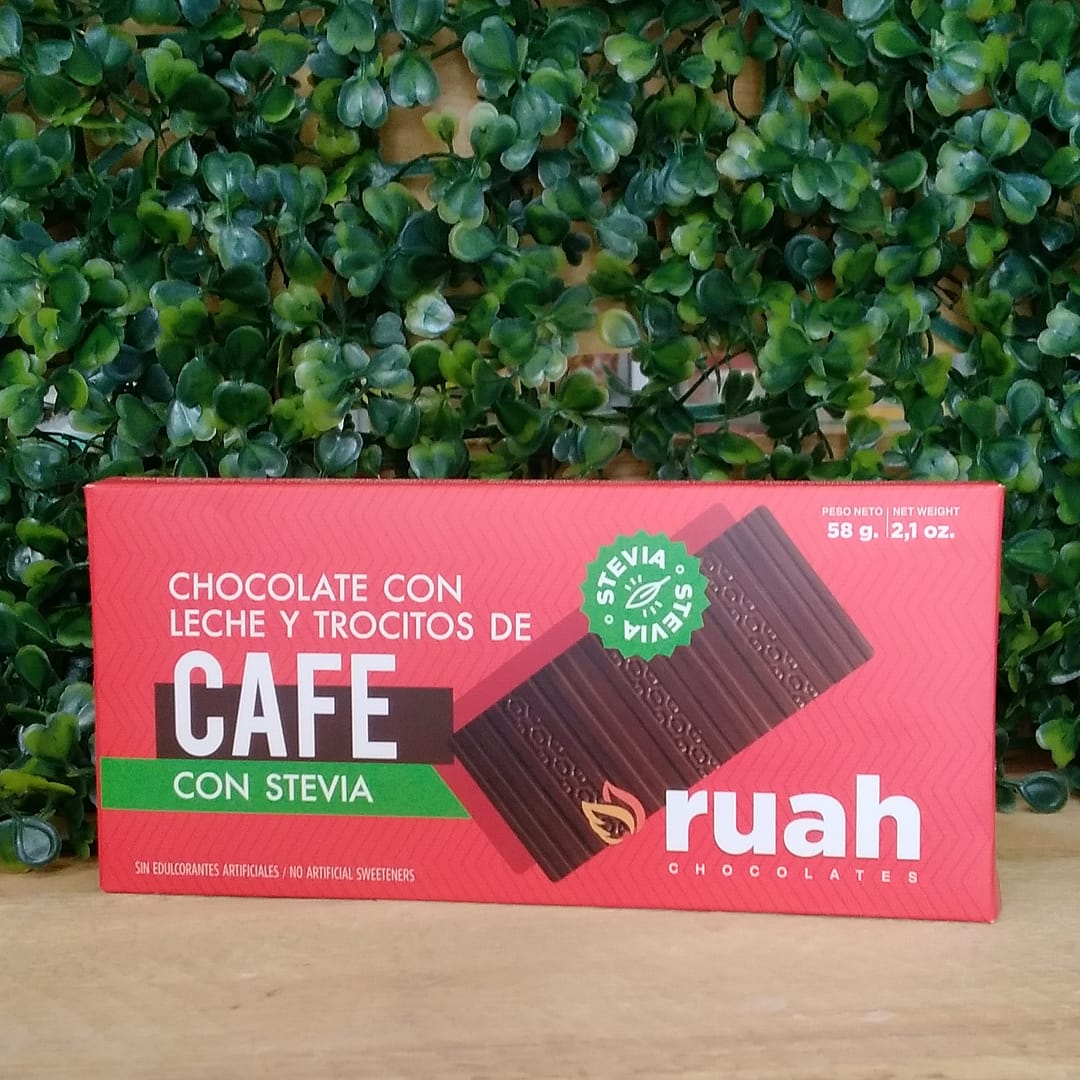 PESO NETO | NET WEIGHT
58 g. | 2,1 oz.
STEVIA ° STEVIA ° STEVIA °
CHOCOLATE CON
LECHE Y TROCITOS DE
CAFE
CON STEVIA
ruah
CHOCOLATES
SIN EDULCORANTES ARTIFICIALES / NO ARTIFICIAL SWEETENERS